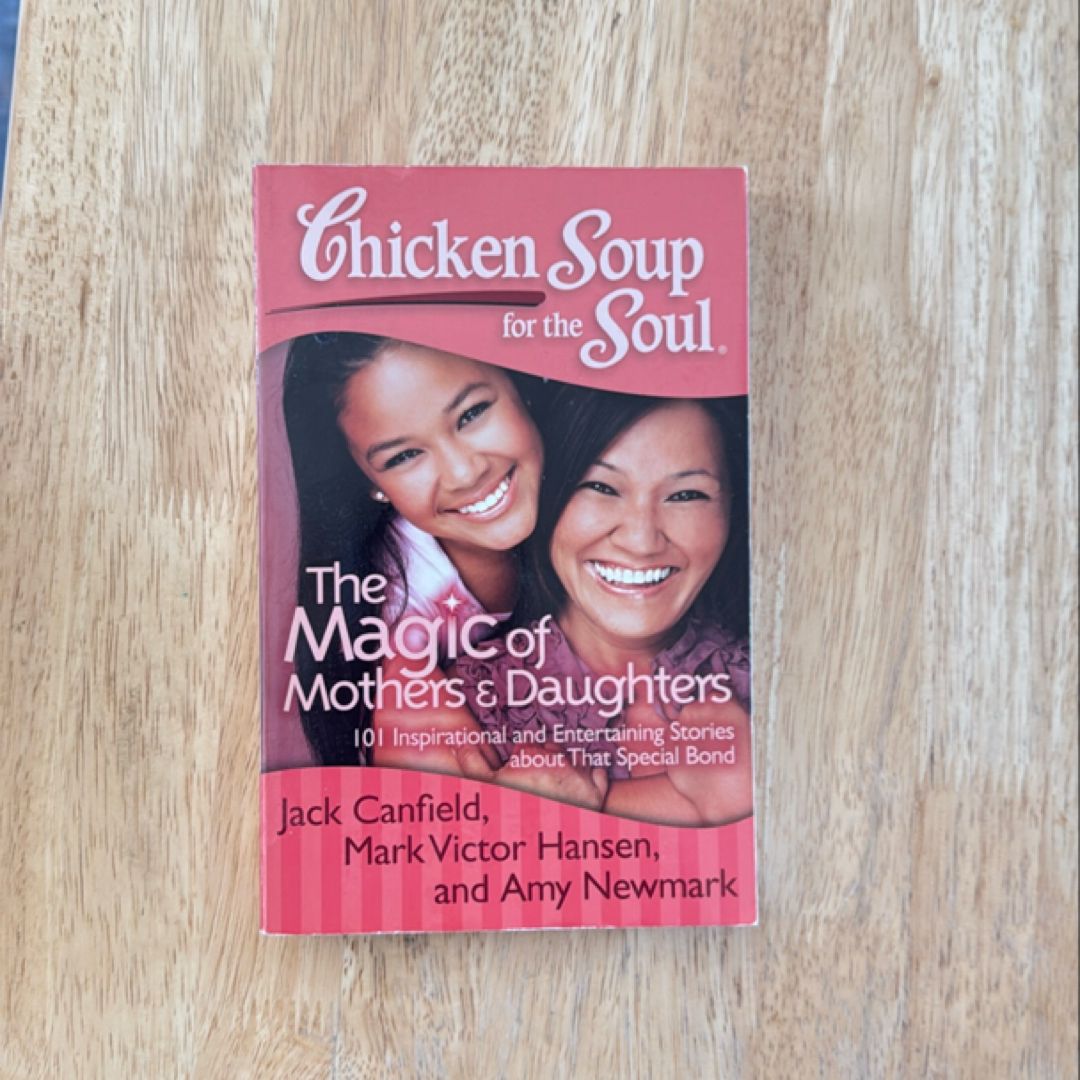 Chicken Soup
for the Soul®
The
Magic of
Mothers & Daughters
101 Inspirational and Entertaining Stories
about That Special Bond
Jack Canfield,
Mark Victor Hansen,
and Amy Newmark